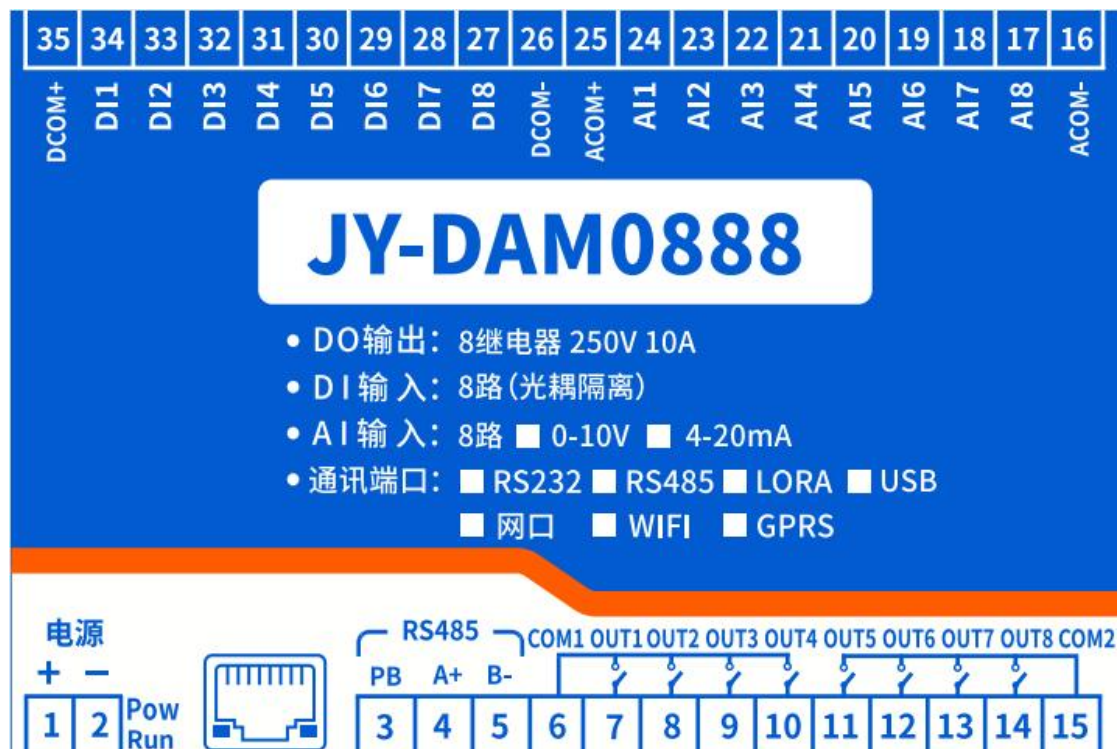 35 34 33 32 31 30 29 28 27 26 25 24 23 22 21 20 19 18 17 16
DCOM+ DI1 DI2 DI3 DI4 DI5 DI6 DI7 DI8 DCOM- ACOM+ AI1 AI2 AI3 AI4 AI5 AI6 AI7 AI8 ACOM-
JY-DAM0888
• DO输出：8继电器 250V 10A
• DI输入：8路(光耦隔离)
• AI输入：8路 ■ 0-10V ■ 4-20mA
• 通讯端口：■ RS232 ■ RS485 ■ LORA ■ USB
■ 网口 ■ WIFI ■ GPRS
电源 RS485 COM1 OUT1 OUT2 OUT3 OUT4 OUT5 OUT6 OUT7 OUT8 COM2
+ − PB A+ B-
1 2 Pow 3 4 5 6 7 8 9 10 11 12 13 14 15
Run